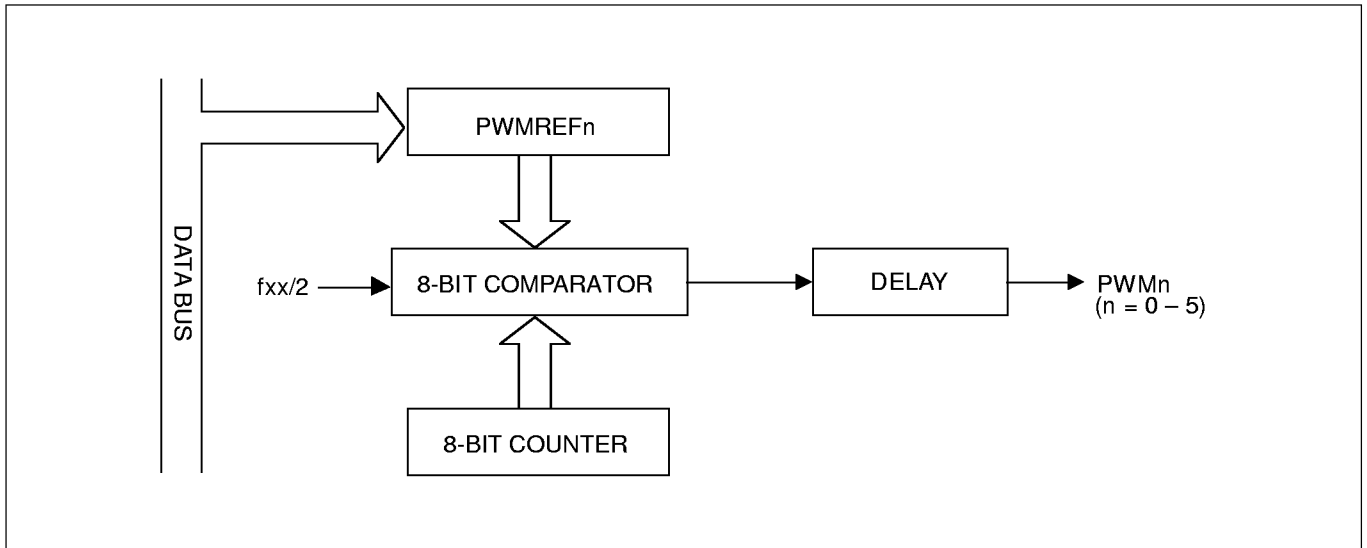 PWMREFn
DATA BUS
fxx/2
8-BIT COMPARATOR
DELAY
PWMn
(n = 0 – 5)
8-BIT COUNTER